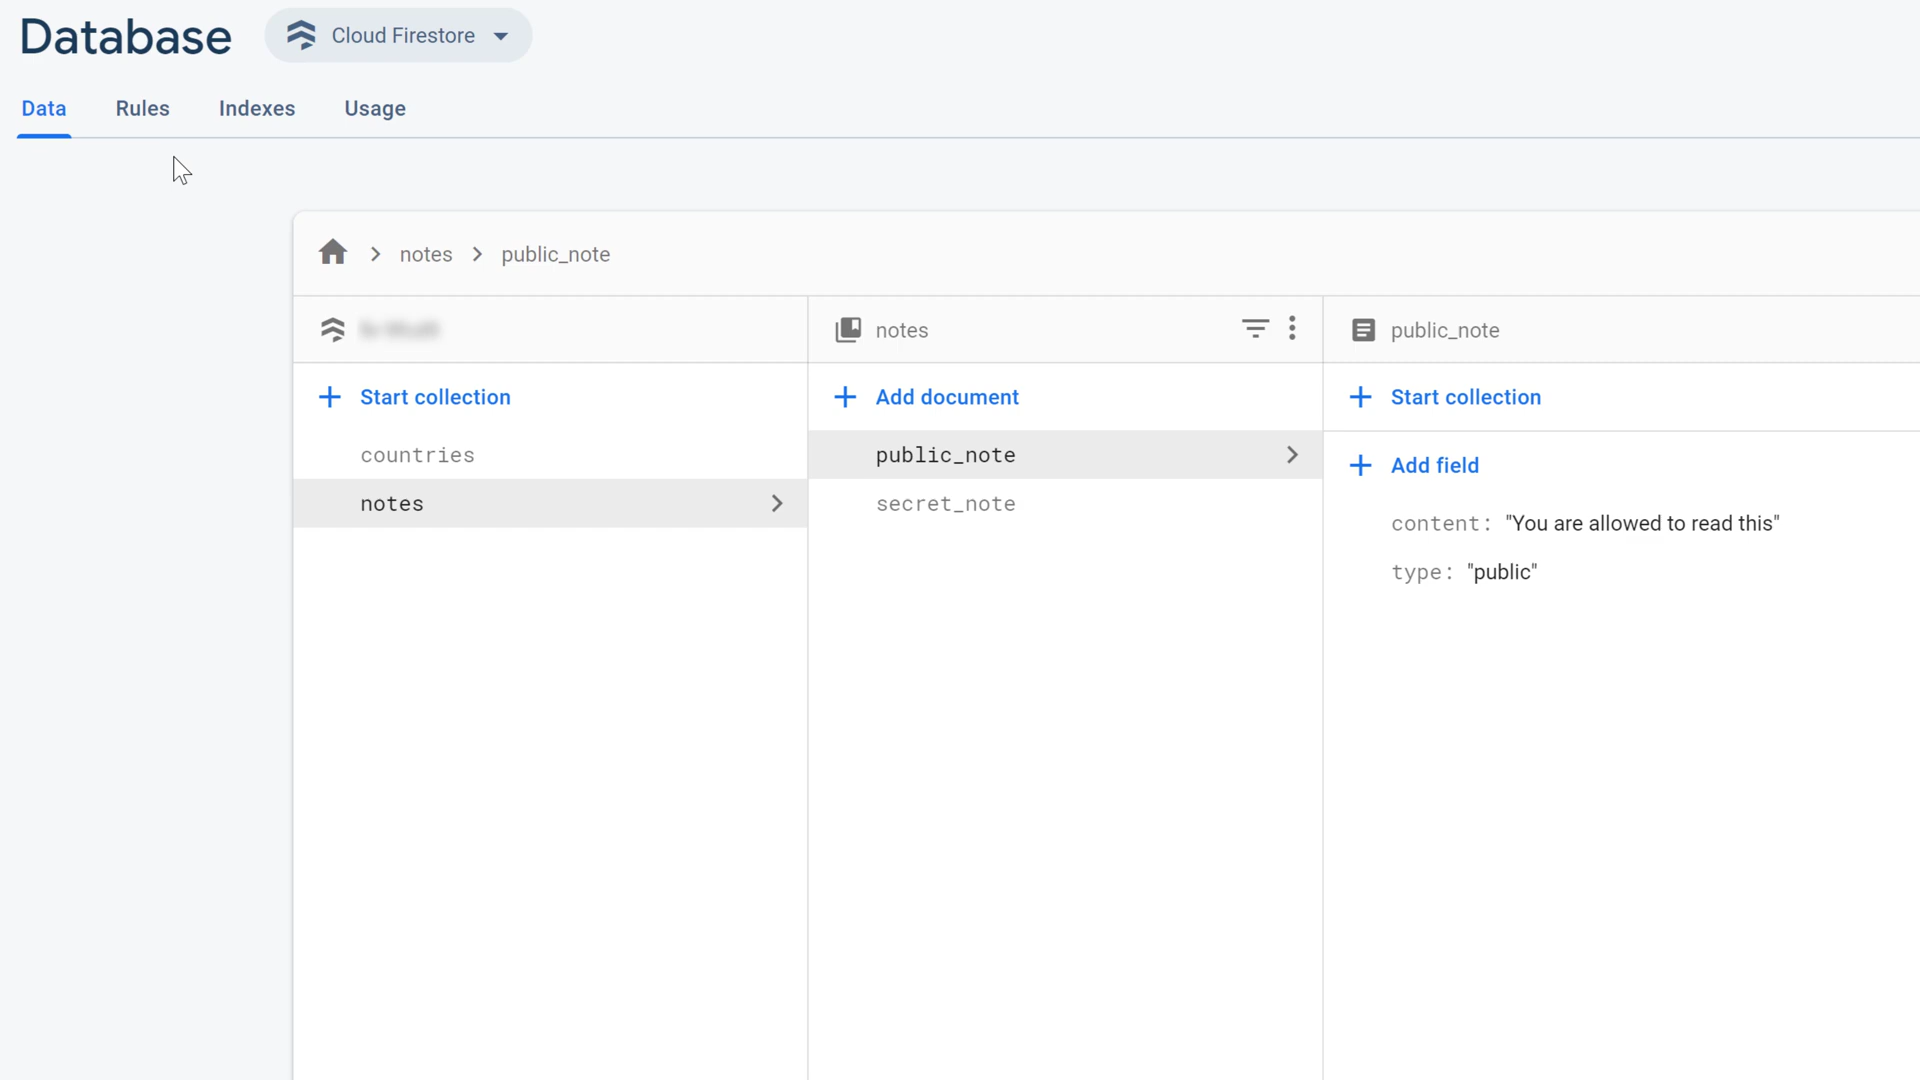 Database
Cloud Firestore
Data Rules Indexes Usage
notes > public_note
notes
public_note
Start collection
Add document
Start collection
countries
notes
public_note
secret_note
Add field
content: "You are allowed to read this"
type: "public"